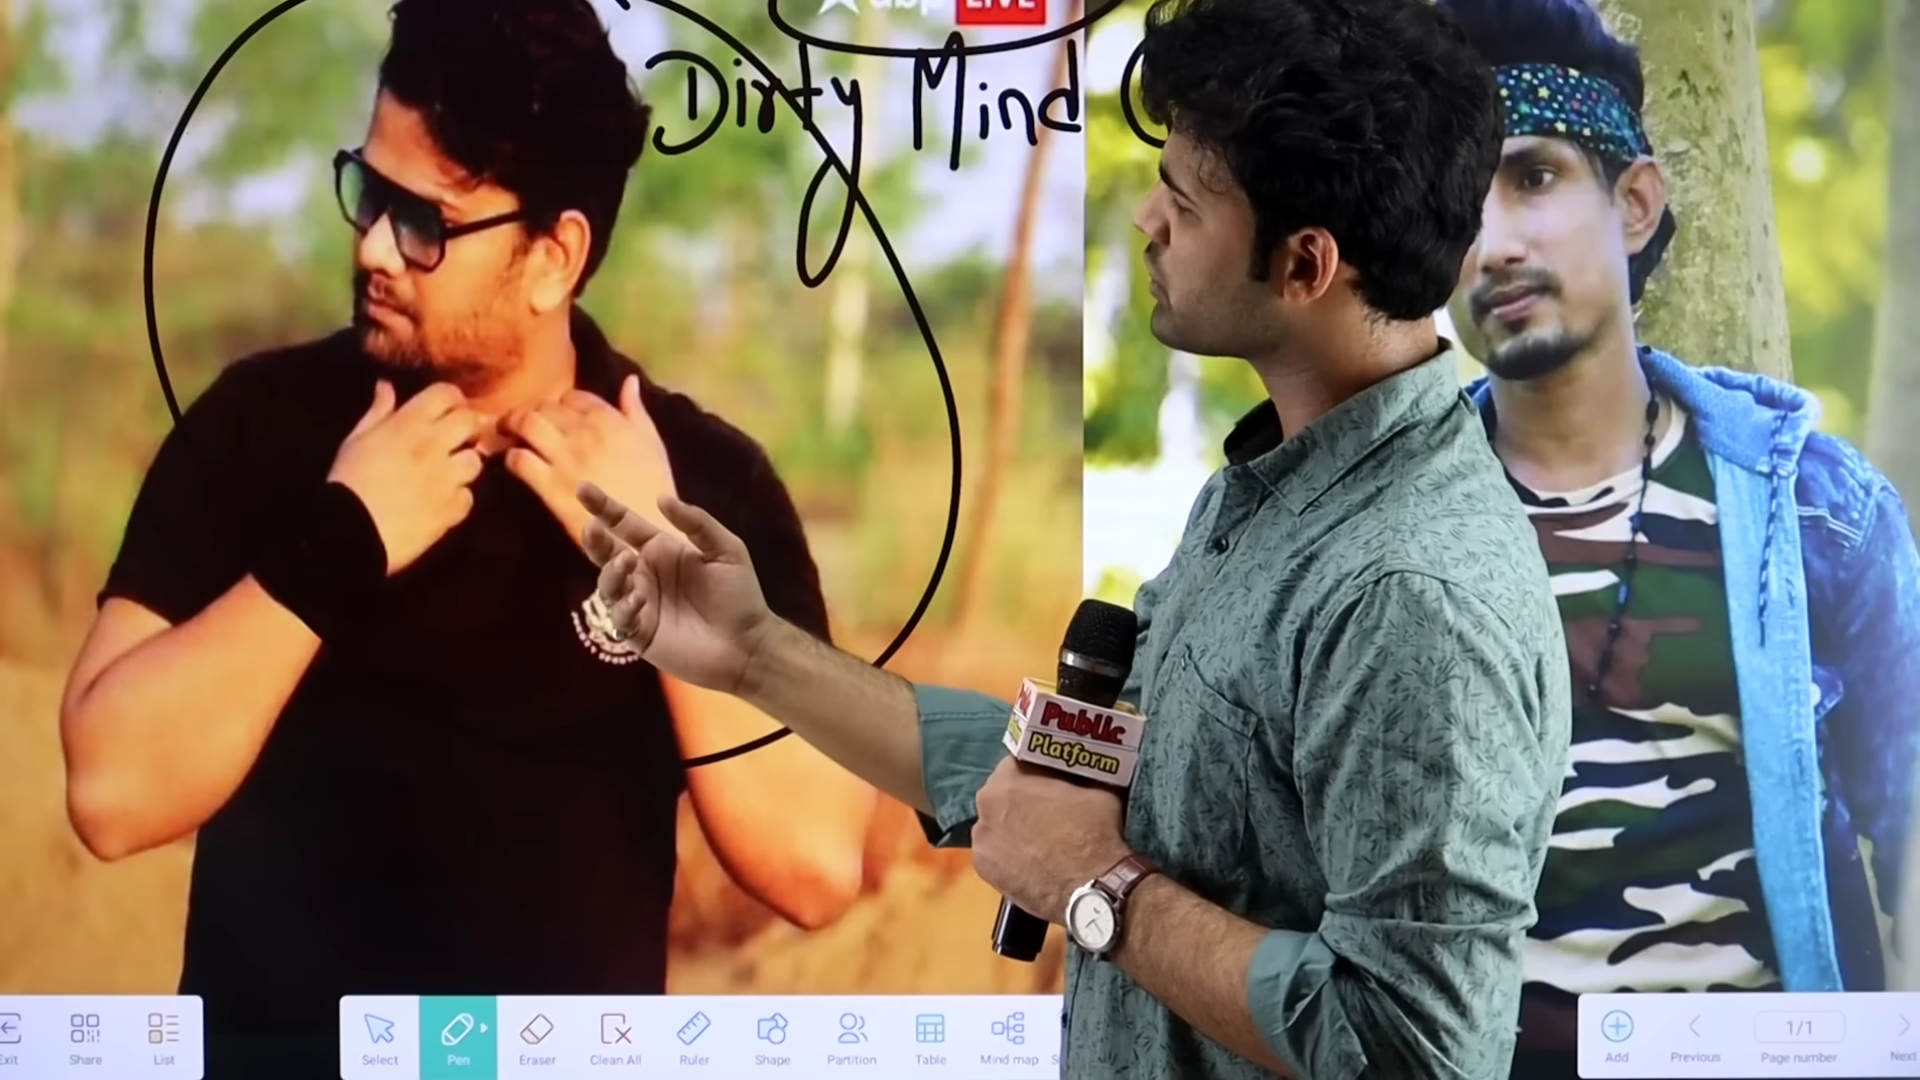 abp LIVE
Dirty Mind
Public
Platform
Exit
Share
List
Select
Pen
Eraser
Clean All
Ruler
Shape
Partition
Table
Mind map
Add
Previous
1/1
Page number
Next